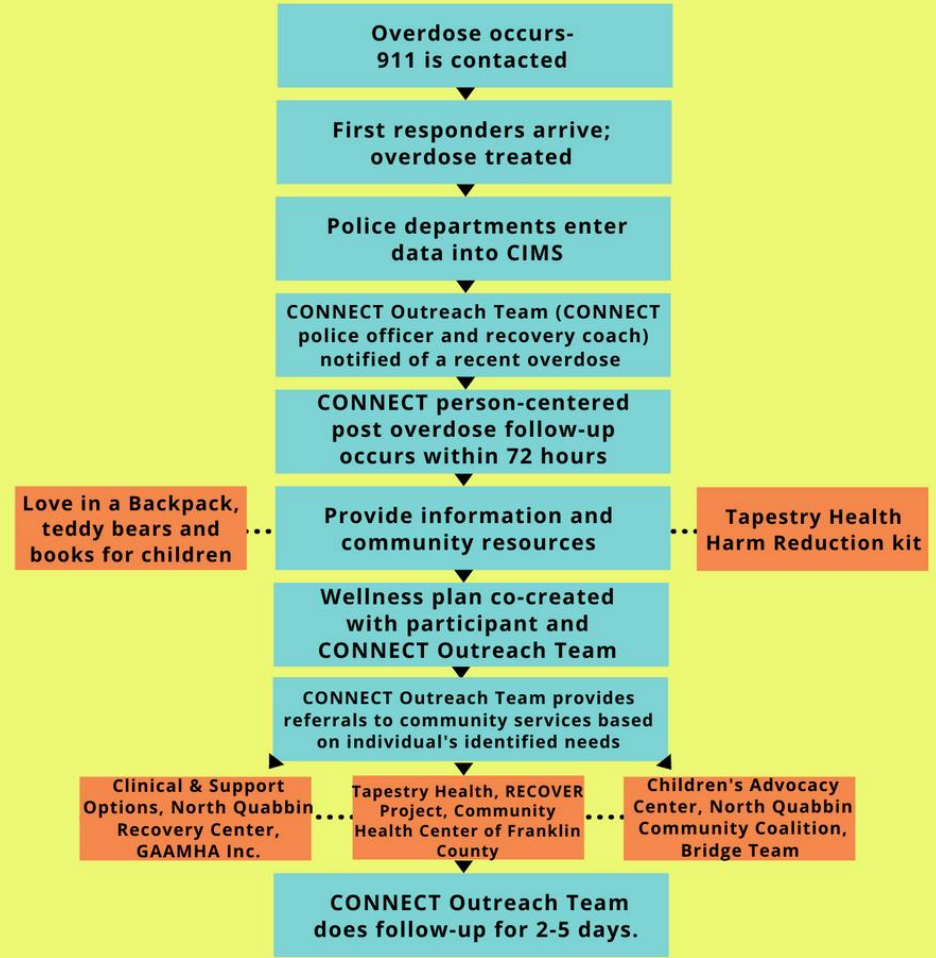 Overdose occurs-
911 is contacted
First responders arrive;
overdose treated
Police departments enter
data into CIMS
CONNECT Outreach Team (CONNECT
police officer and recovery coach)
notified of a recent overdose
CONNECT person-centered
post overdose follow-up
occurs within 72 hours
Love in a Backpack,
teddy bears and
books for children
Provide information and
community resources
Tapestry Health
Harm Reduction kit
Wellness plan co-created
with participant and
CONNECT Outreach Team
CONNECT Outreach Team provides
referrals to community services based
on individual's identified needs
Clinical & Support
Options, North Quabbin
Recovery Center,
GAAMHA Inc.
Tapestry Health, RECOVER
Project, Community
Health Center of Franklin
County
Children's Advocacy
Center, North Quabbin
Community Coalition,
Bridge Team
CONNECT Outreach Team
does follow-up for 2-5 days.